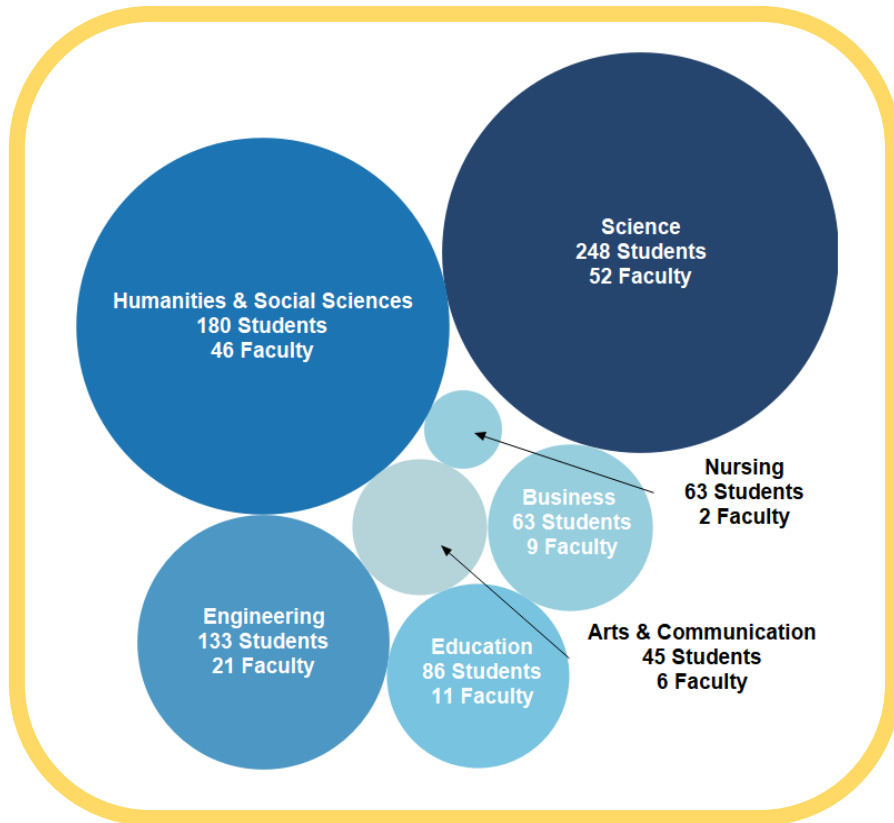 Science
248 Students
52 Faculty
Humanities & Social Sciences
180 Students
46 Faculty
Nursing
63 Students
2 Faculty
Business
63 Students
9 Faculty
Engineering
133 Students
21 Faculty
Education
86 Students
11 Faculty
Arts & Communication
45 Students
6 Faculty